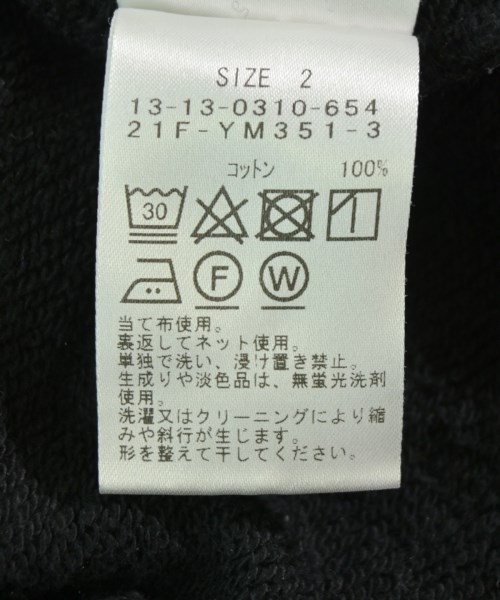 SIZE 2
13-13-0310-654
21F-YM351-3
コットン 100%
30
F W
当て布使用。
裏返してネット使用。
単独で洗い、浸け置き禁止。
生成りや淡色品は、無蛍光洗剤
使用。
洗濯又はクリーニングにより縮
みや斜行が生じます。
形を整えて干してください。